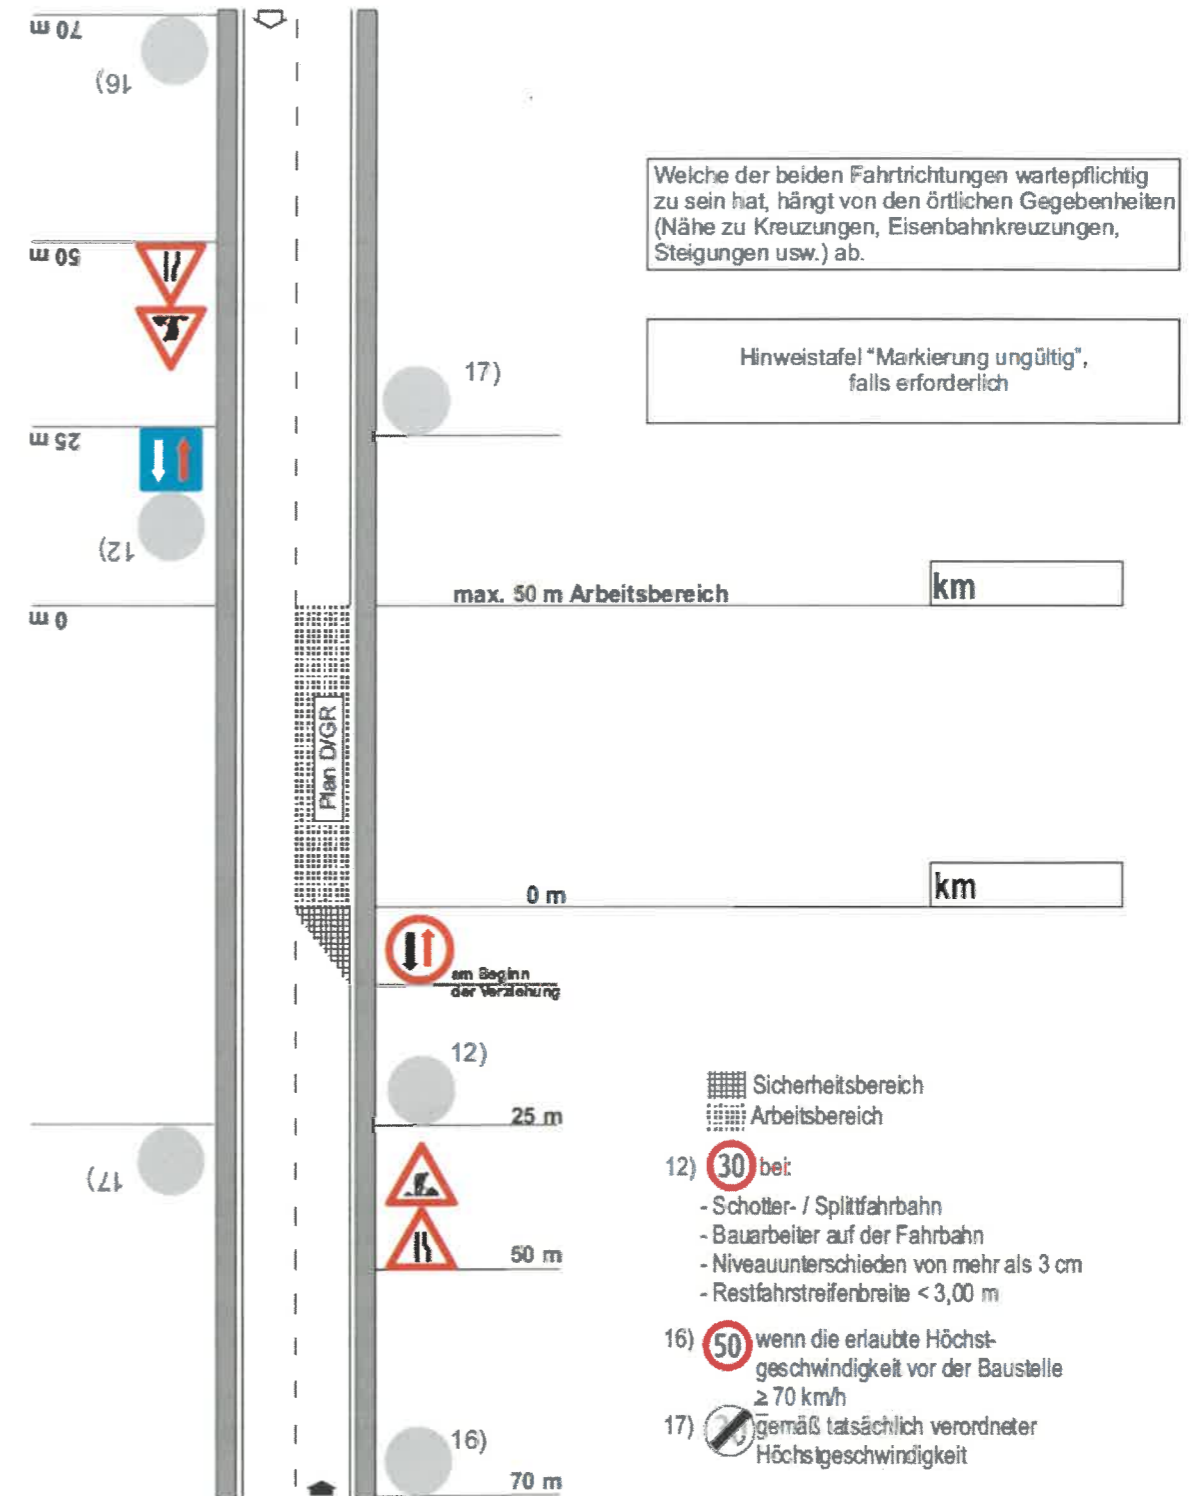 70 m
16)
Welche der beiden Fahrtrichtungen wartepflichtig
zu sein hat, hängt von den örtlichen Gegebenheiten
(Nähe zu Kreuzungen, Eisenbahnkreuzungen,
Steigungen usw.) ab.
50 m
Hinweistafel "Markierung ungültig",
falls erforderlich
17)
25 m
12)
max. 50 m Arbeitsbereich
km
0 m
Plan D/GR
0 m
km
am Beginn
der Verziehung
12)
25 m
17)
50 m
16)
70 m
Sicherheitsbereich
Arbeitsbereich
12) 30 bei:
- Schotter- / Splittfahrbahn
- Bauarbeiter auf der Fahrbahn
- Niveauunterschieden von mehr als 3 cm
- Restfahrstreifenbreite < 3,00 m
16) 50 wenn die erlaubte Höchst-
geschwindigkeit vor der Baustelle
≥ 70 km/h
17) gemäß tatsächlich verordneter
Höchstgeschwindigkeit